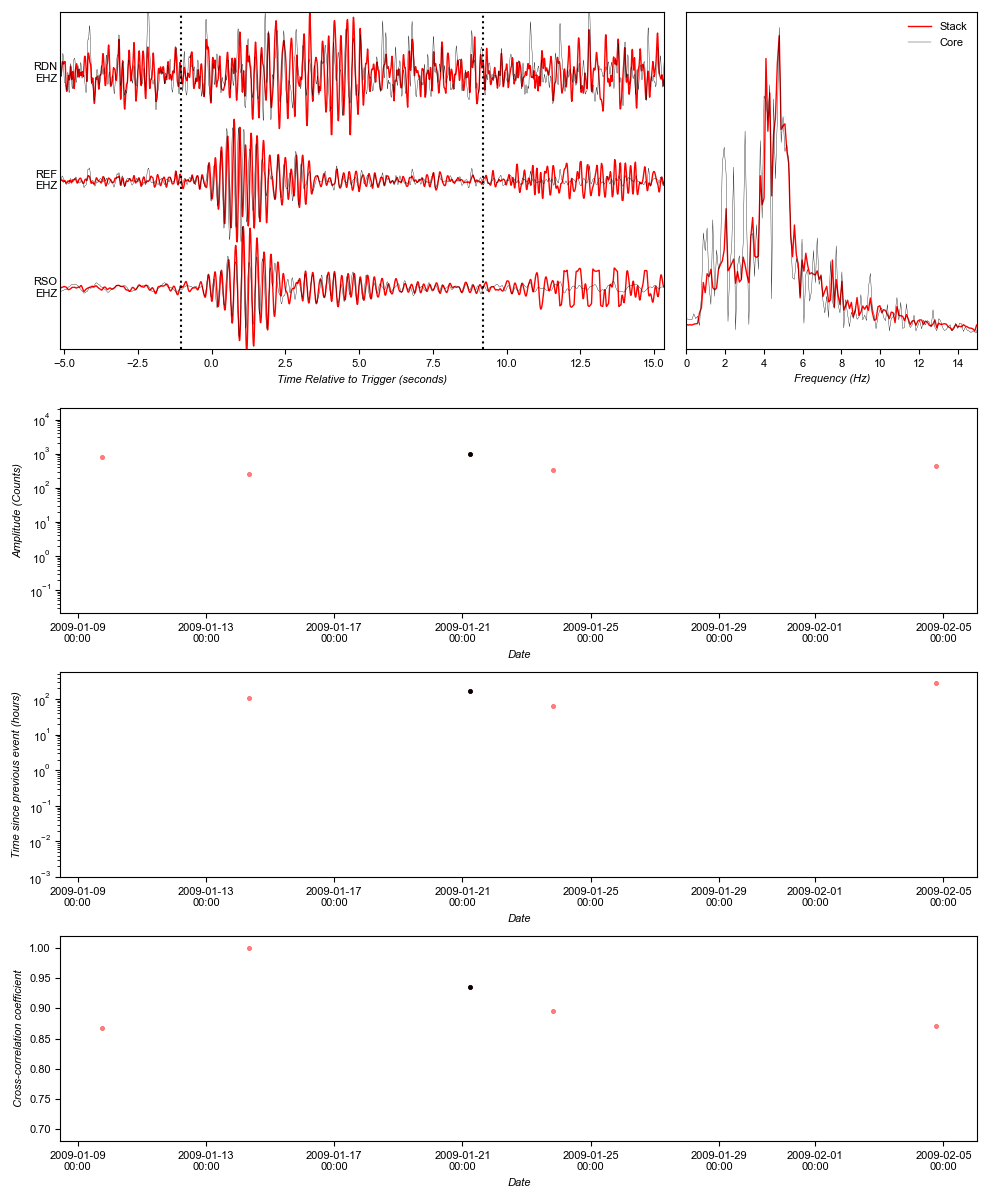 RDN
EHZ
REF
EHZ
RSO
EHZ
−5.0 −2.5 0.0 2.5 5.0 7.5 10.0 12.5 15.0
Time Relative to Trigger (seconds)
Stack
Core
0 2 4 6 8 10 12 14
Frequency (Hz)
10^4
10^3
10^2
10^1
10^0
10^−1
Amplitude (Counts)
2009-01-09 2009-01-13 2009-01-17 2009-01-21 2009-01-25 2009-01-29 2009-02-01 2009-02-05
00:00 00:00 00:00 00:00 00:00 00:00 00:00 00:00
Date
10^2
10^1
10^0
10^−1
10^−2
10^−3
Time since previous event (hours)
2009-01-09 2009-01-13 2009-01-17 2009-01-21 2009-01-25 2009-01-29 2009-02-01 2009-02-05
00:00 00:00 00:00 00:00 00:00 00:00 00:00 00:00
Date
1.00
0.95
0.90
0.85
0.80
0.75
0.70
Cross-correlation coefficient
2009-01-09 2009-01-13 2009-01-17 2009-01-21 2009-01-25 2009-01-29 2009-02-01 2009-02-05
00:00 00:00 00:00 00:00 00:00 00:00 00:00 00:00
Date